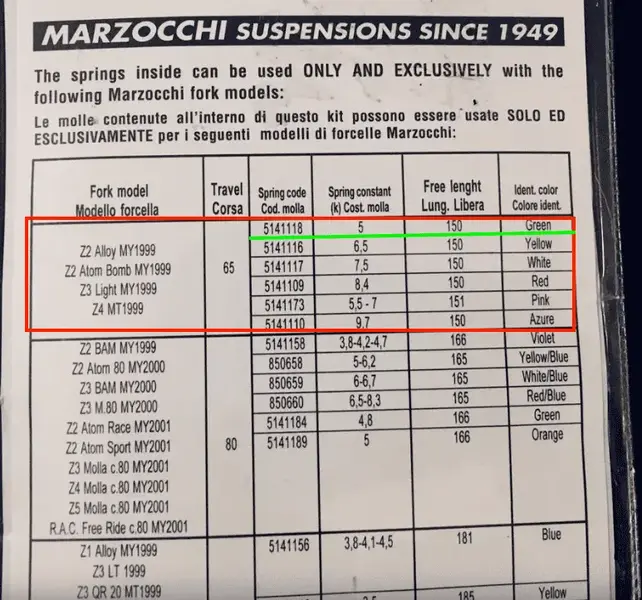 MARZOCCHI SUSPENSIONS SINCE 1949
The springs inside can be used ONLY AND EXCLUSIVELY with the
following Marzocchi fork models:
Le molle contenute all'interno di questo kit possono essere usate SOLO ED
ESCLUSIVAMENTE per i seguenti modelli di forcelle Marzocchi:
Fork model Travel Spring code Spring constant Free lenght Ident. color
Modello forcella Corsa Cod. molla (k) Cost. molla Lung. Libera Colore ident.
5141118 5 150 Green
Z2 Alloy MY1999 5141116 6,5 150 Yellow
Z2 Atom Bomb MY1999 65 5141117 7,5 150 White
Z3 Light MY1999 5141109 8,4 150 Red
Z4 MT1999 5141173 5,5 - 7 151 Pink
5141110 9,7 150 Azure
Z2 BAM MY1999 5141158 3,8-4,2-4,7 166 Violet
Z2 Atom 80 MY2000 850658 5-6,2 165 Yellow/Blue
Z3 BAM MY2000 850659 6-6,7 165 White/Blue
Z3 M.80 MY2000 850660 6,5-8,3 165 Red/Blue
Z2 Atom Race MY2001 5141184 4,8 166 Green
Z2 Atom Sport MY2001 80 5141189 5 166 Orange
Z3 Molla c.80 MY2001
Z4 Molla c.80 MY2001
Z5 Molla c.80 MY2001
R.A.C. Free Ride c.80 MY2001
Z1 Alloy MY1999 5141156 3,8-4,1-4,5 181 Blue
Z3 LT 1999
Z3 QR 20 MT1999 185 Yellow